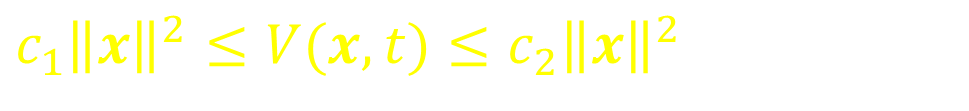 c₁‖x‖² ≤ V(x, t) ≤ c₂‖x‖²